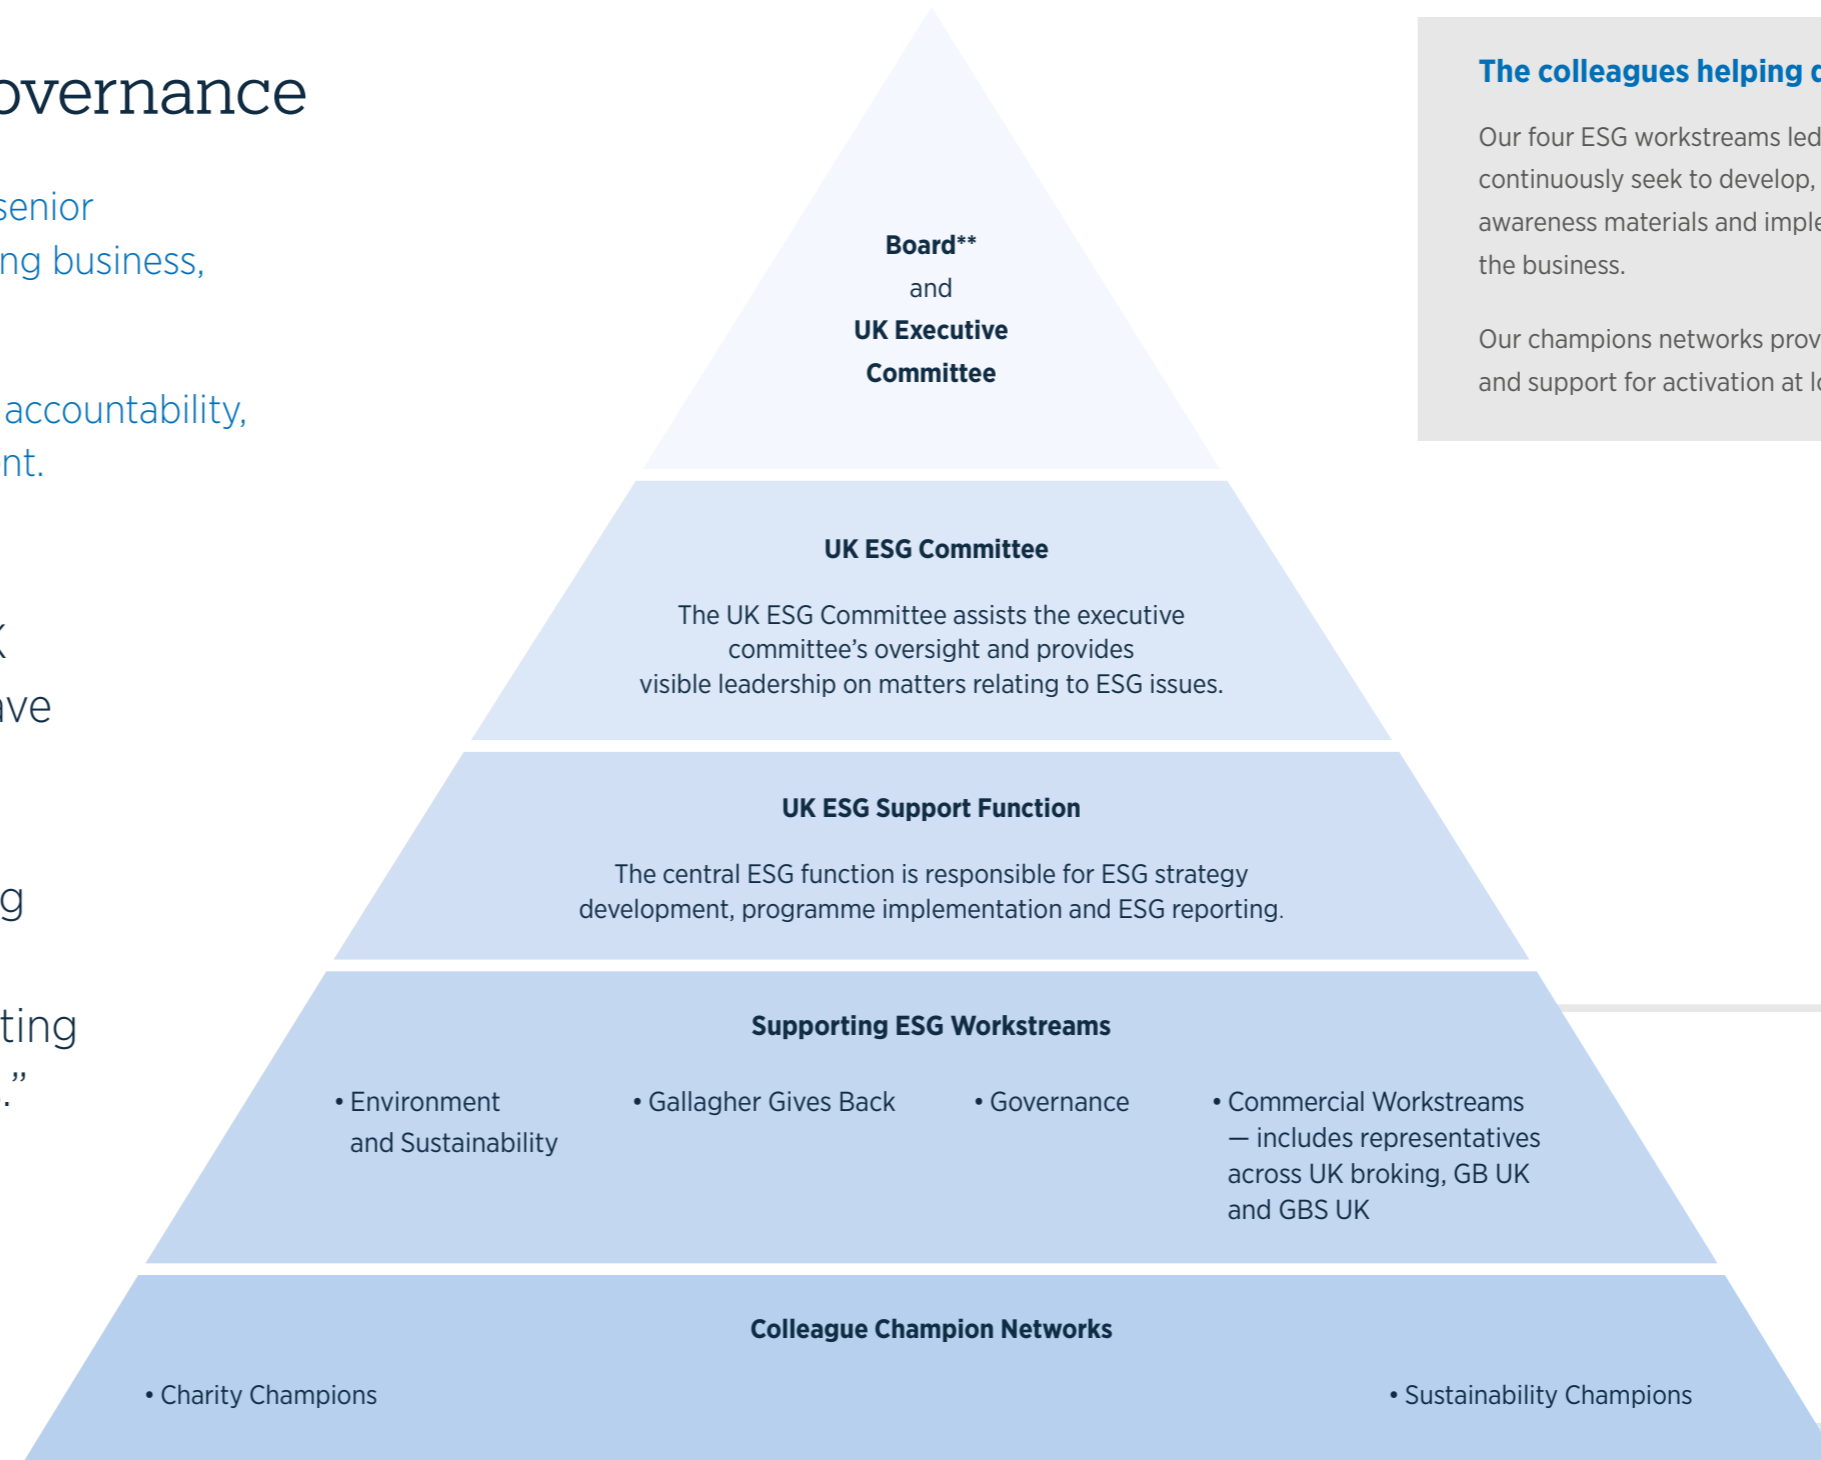 overnance
senior
ng business,
accountability,
nt.
ave
g
ting
.”
Board**
and
UK Executive
Committee
UK ESG Committee
The UK ESG Committee assists the executive
committee’s oversight and provides
visible leadership on matters relating to ESG issues.
UK ESG Support Function
The central ESG function is responsible for ESG strategy
development, programme implementation and ESG reporting.
Supporting ESG Workstreams
• Environment
and Sustainability
• Gallagher Gives Back
• Governance
• Commercial Workstreams
— includes representatives
across UK broking, GB UK
and GBS UK
Colleague Champion Networks
• Charity Champions
• Sustainability Champions
The colleagues helping
Our four ESG workstreams led
continuously seek to develop,
awareness materials and imple
the business.
Our champions networks prov
and support for activation at lo